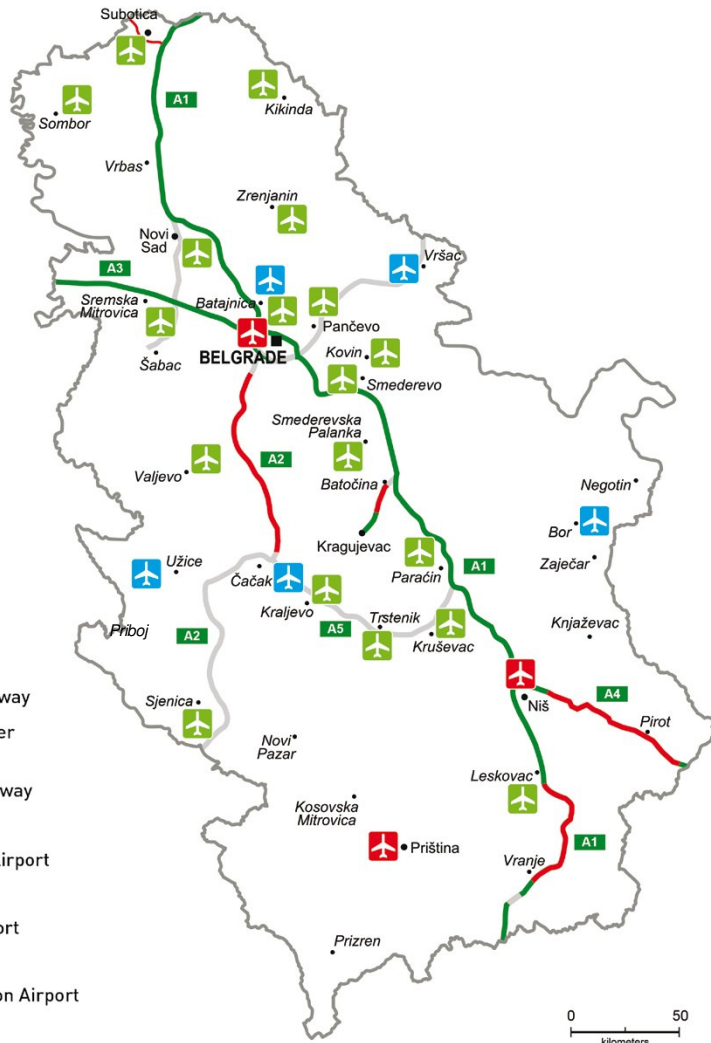 Subotica
A1
Kikinda
Sombor
Vrbas
Zrenjanin
Novi
Sad
Vršac
A3
Batajnica
Sremska
Mitrovica
Pančevo
Kovin
BELGRADE
Šabac
Smederevo
Smederevska
Palanka
A2
Valjevo
Batočina
Negotin
Bor
Kragujevac
Zaječar
Užice
Čačak
Paraćin
A1
Kraljevo
Trstenik
Priboj
A2
A5
Kruševac
Knjaževac
Sjenica
Niš
A4
Pirot
Novi
Pazar
Leskovac
Kosovska
Mitrovica
Priština
A1
Vranje
Prizren
way
er
way
Airport
ort
on Airport
0 50
kilometers